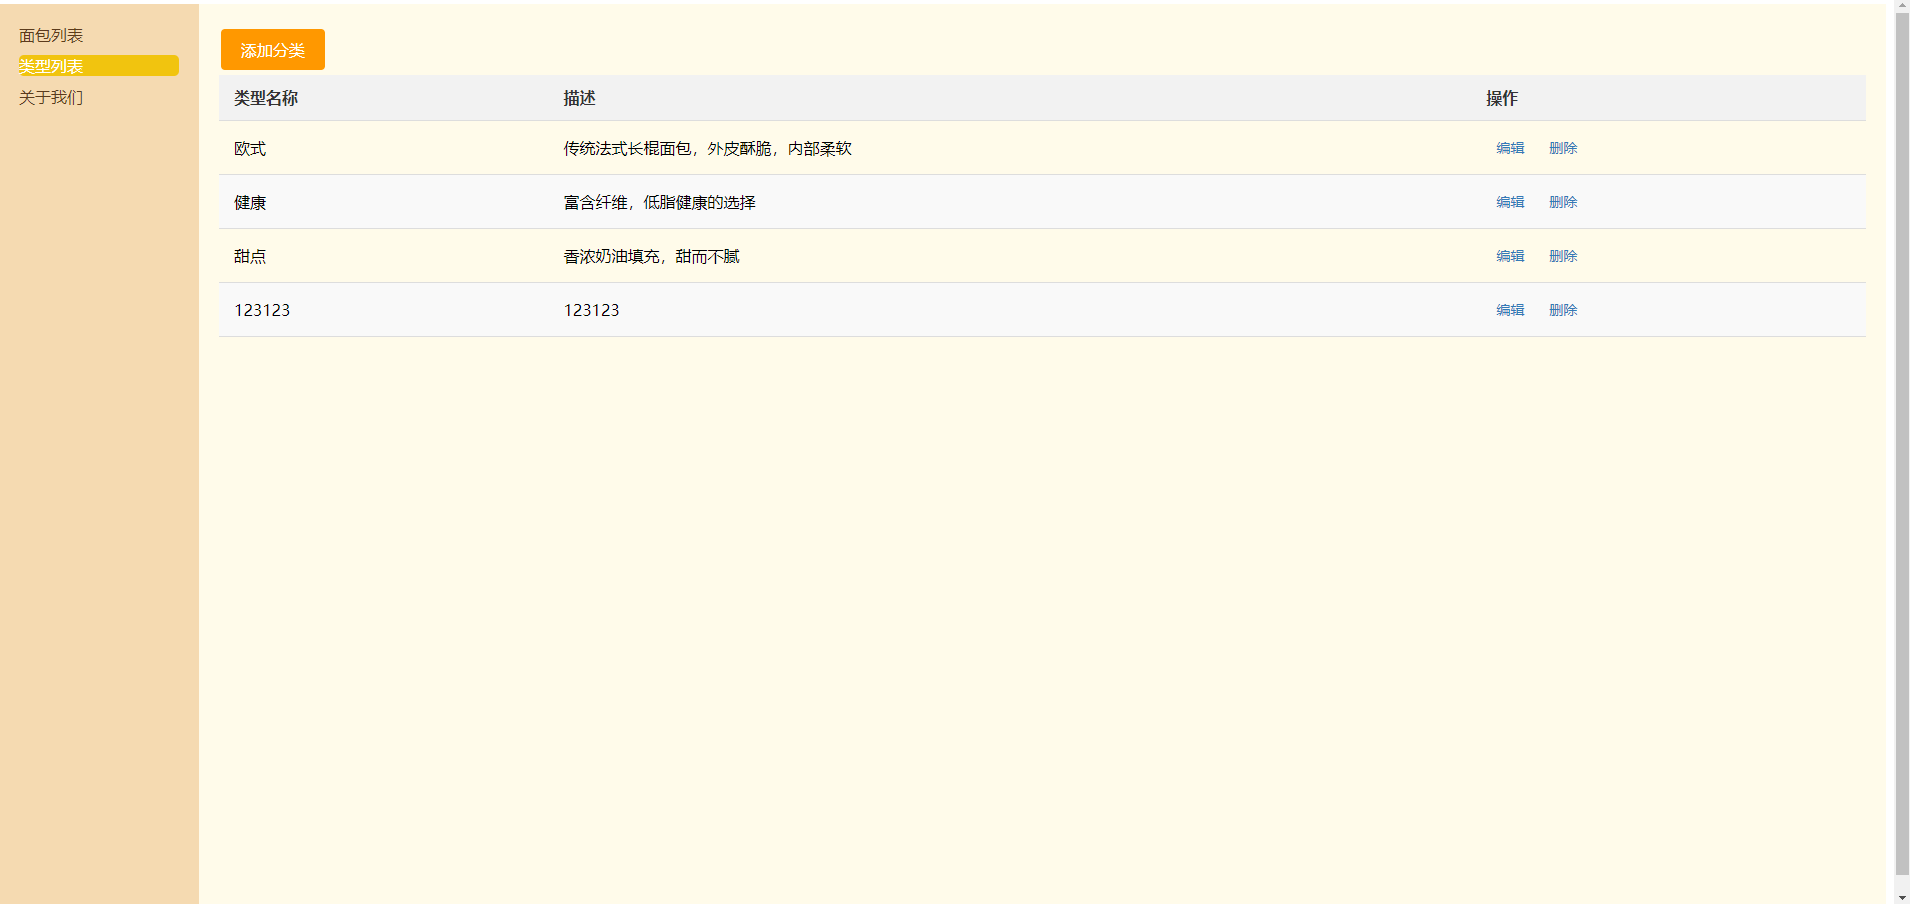 面包列表
类型列表
关于我们
添加分类
类型名称 描述 操作
欧式 传统法式长棍面包，外皮酥脆，内部柔软 编辑 删除
健康 富含纤维，低脂健康的选择 编辑 删除
甜点 香浓奶油填充，甜而不腻 编辑 删除
123123 123123 编辑 删除